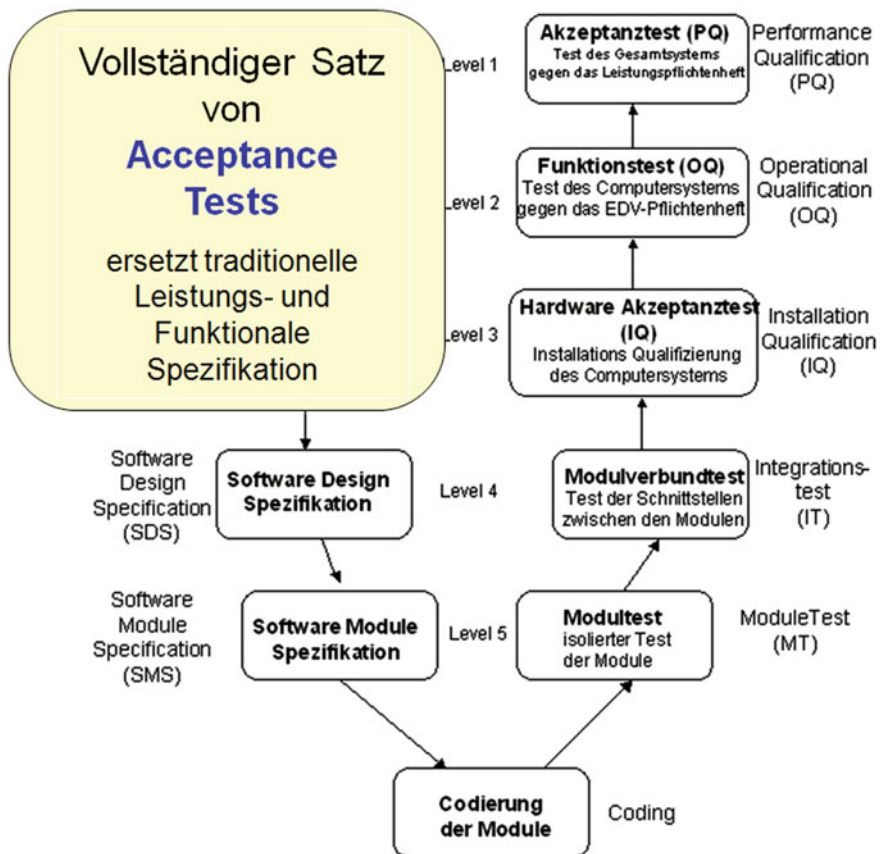 Vollständiger Satz
von
Acceptance
Tests
ersetzt traditionelle
Leistungs- und
Funktionale
Spezifikation
Level 1
Akzeptanztest (PQ)
Test des Gesamtsystems
gegen das Leistungspflichtenheft
Performance
Qualification
(PQ)
Level 2
Funktionstest (OQ)
Test des Computersystems
gegen das EDV-Pflichtenheft
Operational
Qualification
(OQ)
Level 3
Hardware Akzeptanztest
(IQ)
Installations Qualifizierung
des Computersystems
Installation
Qualification
(IQ)
Software
Design
Specification
(SDS)
Software Design
Spezifikation
Level 4
Modulverbundtest
Test der Schnittstellen
zwischen den Modulen
Integrations-
test
(IT)
Software
Module
Specification
(SMS)
Software Module
Spezifikation
Level 5
Modultest
isolierter Test
der Module
ModuleTest
(MT)
Codierung
der Module
Coding